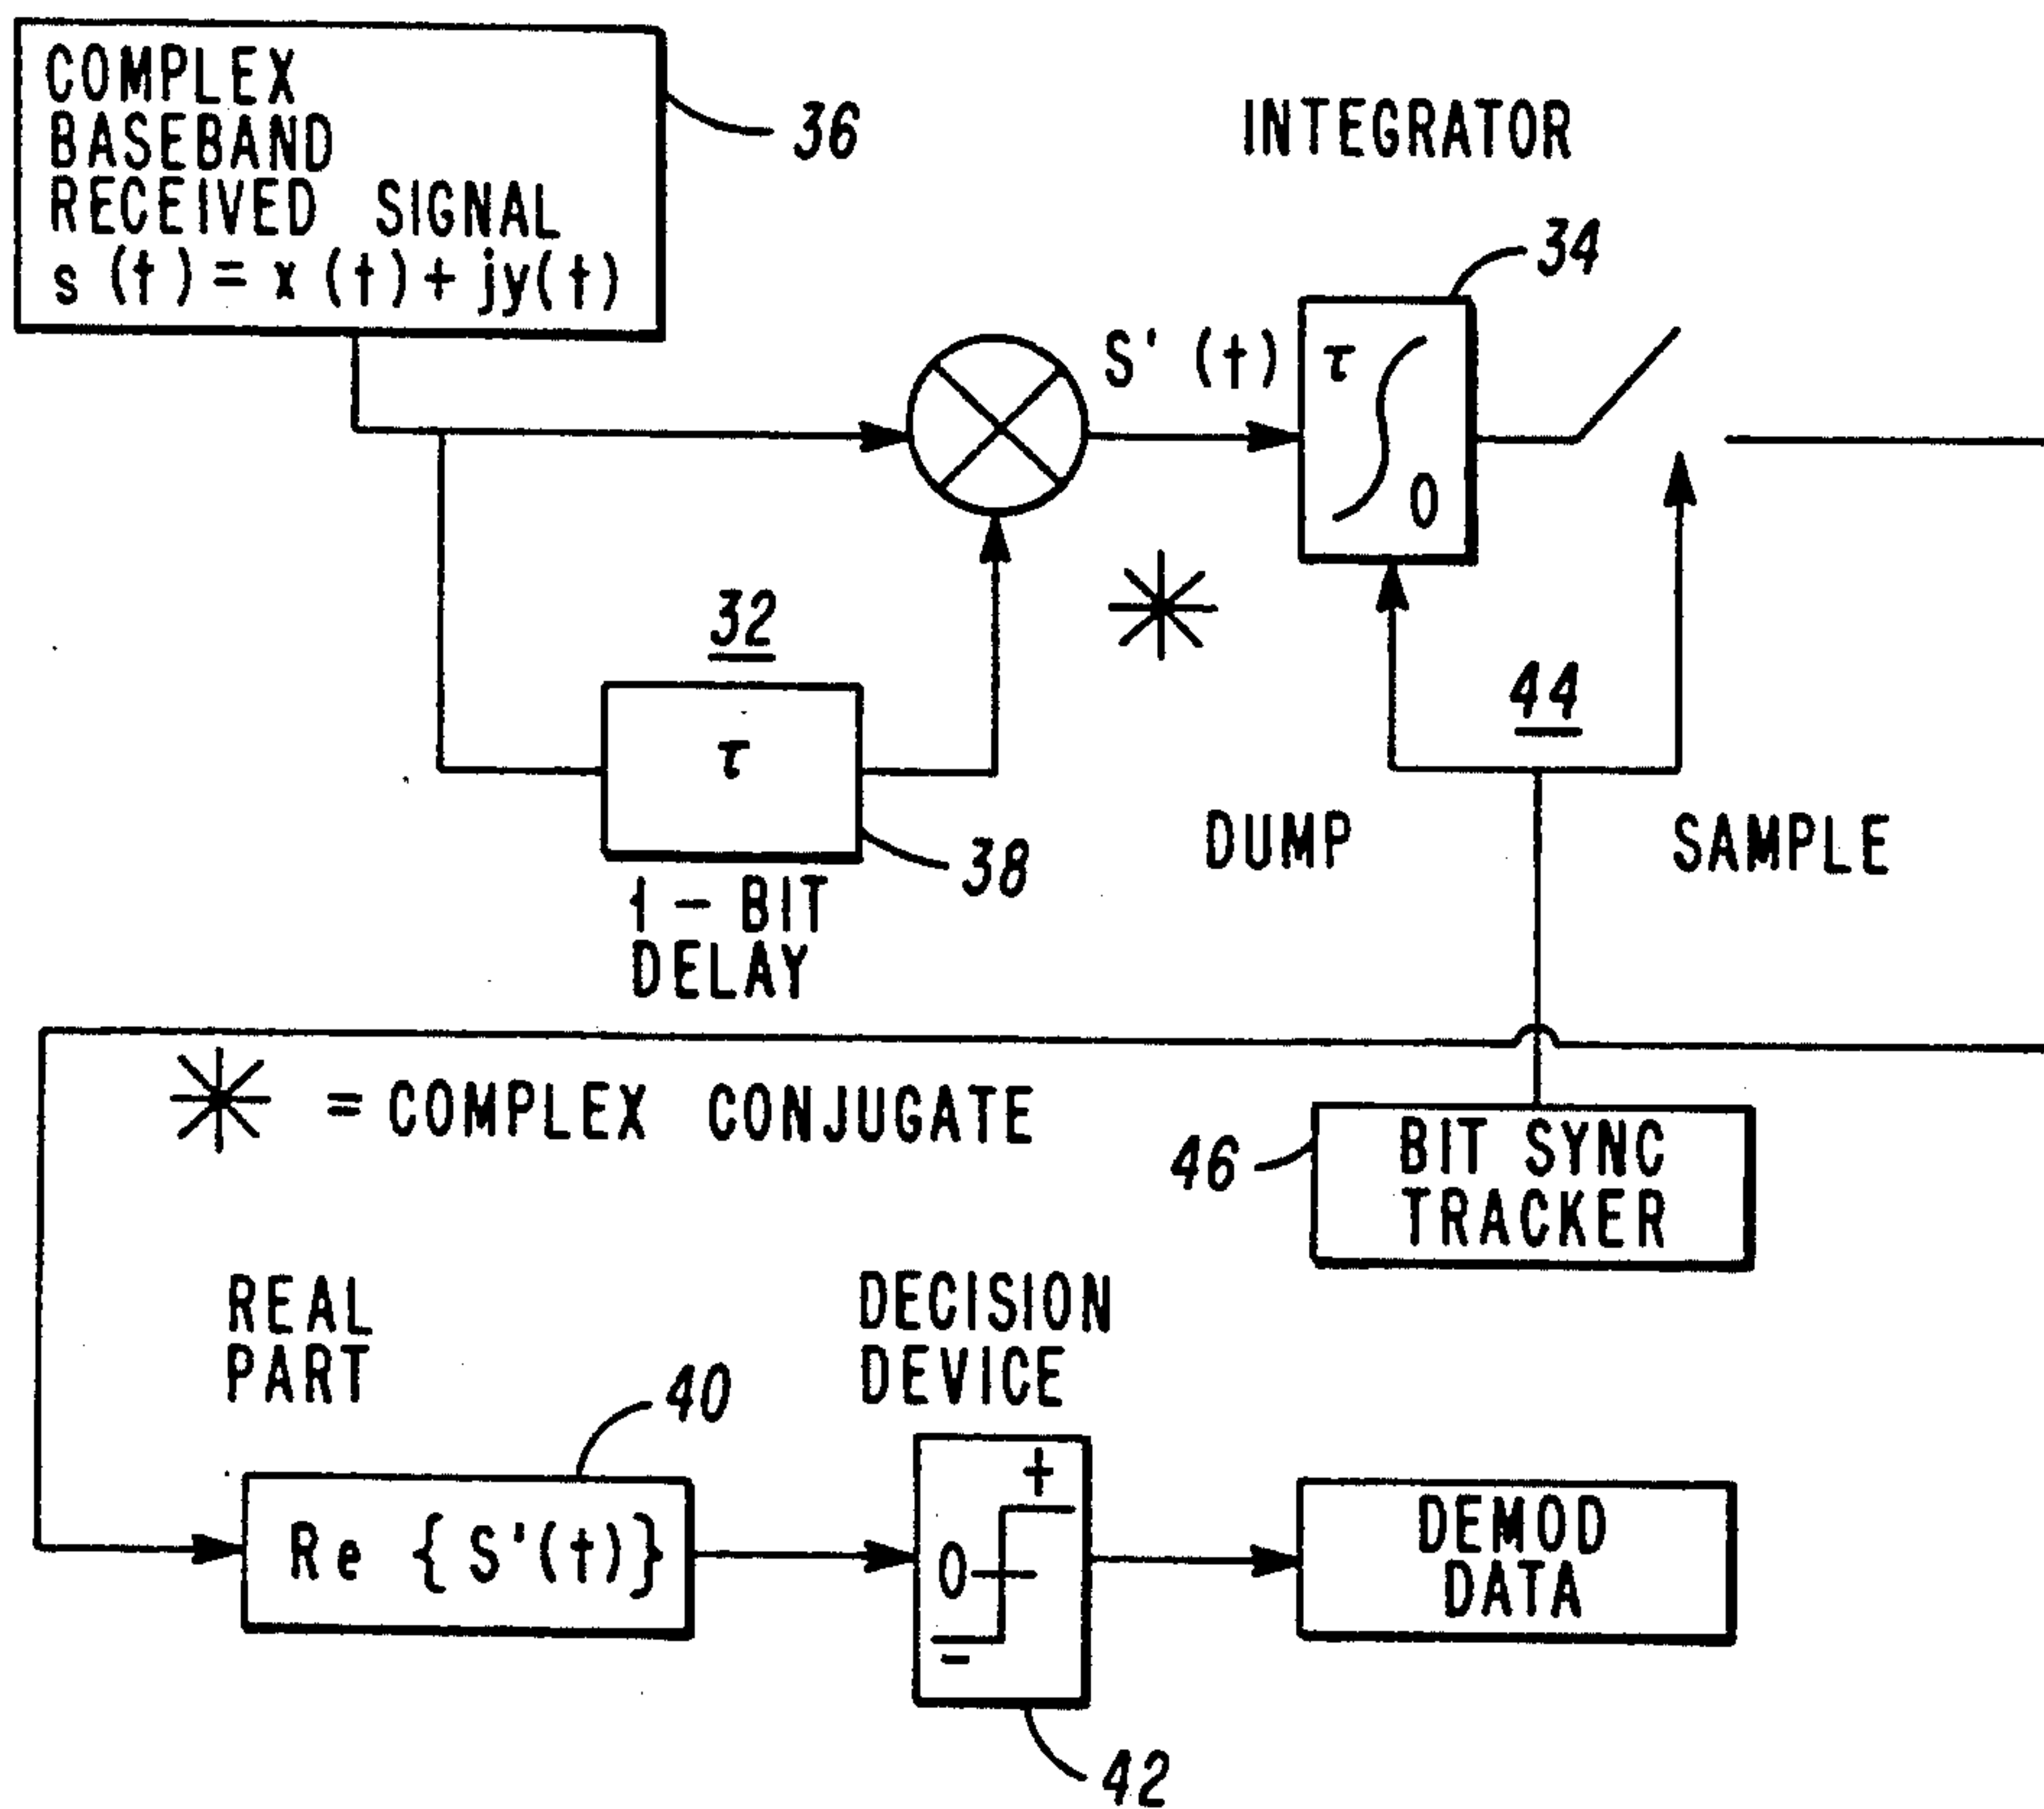 COMPLEX
BASEBAND
RECEIVED SIGNAL
s (t) = x (t) + jy(t)
36
INTEGRATOR
34
S' (t)
τ
0
32
τ
38
1 - BIT
DELAY
44
DUMP
SAMPLE
= COMPLEX CONJUGATE
46
BIT SYNC
TRACKER
REAL
PART
40
Re { S'(t)}
DECISION
DEVICE
+
0
-
42
DEMOD
DATA